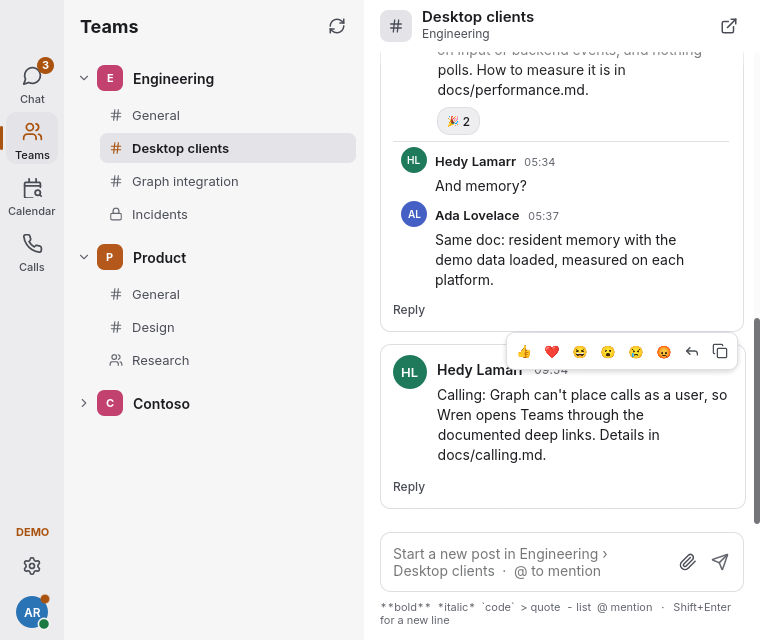 3
Chat
Teams
Calendar
Calls
DEMO
AR
Teams
E Engineering
# General
# Desktop clients
# Graph integration
Incidents
P Product
# General
# Design
Research
C Contoso
# Desktop clients
Engineering
on input or backend events, and nothing
polls. How to measure it is in
docs/performance.md.
🎉 2
HL Hedy Lamarr 05:34
And memory?
AL Ada Lovelace 05:37
Same doc: resident memory with the
demo data loaded, measured on each
platform.
Reply
👍 ❤️ 😆 😮 😢 😡
HL Hedy Lamarr 09:34
Calling: Graph can't place calls as a user, so
Wren opens Teams through the
documented deep links. Details in
docs/calling.md.
Reply
Start a new post in Engineering ›
Desktop clients · @ to mention
**bold** *italic* `code` > quote - list @ mention · Shift+Enter
for a new line